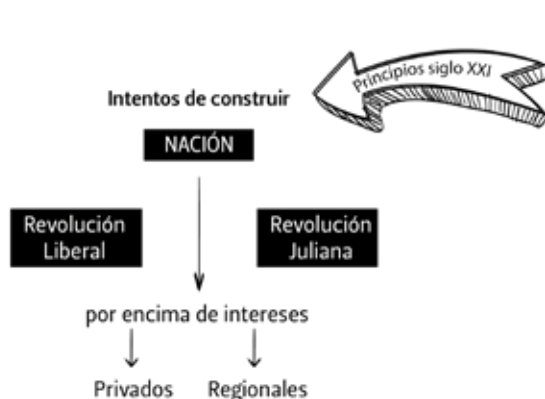 Principios siglo XXI
Intentos de construir
NACIÓN
Revolución
Liberal
Revolución
Juliana
por encima de intereses
Privados
Regionales